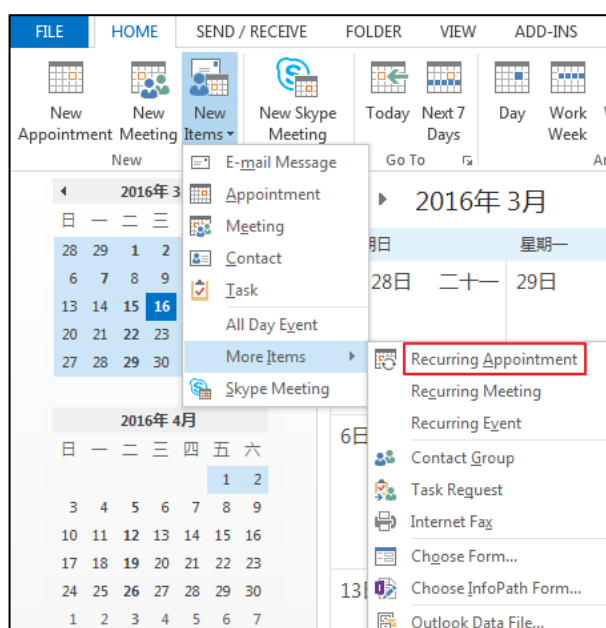 FILE HOME SEND / RECEIVE FOLDER VIEW ADD-INS
New Appointment
New Meeting
New Items
New Skype Meeting
Today
Next 7 Days
Day
Work Week
New
Go To
E-mail Message
Appointment
Meeting
Contact
Task
All Day Event
More Items
Skype Meeting
Recurring Appointment
Recurring Meeting
Recurring Event
Contact Group
Task Request
Internet Fax
Choose Form...
Choose InfoPath Form...
Outlook Data File...
2016年 3
日 一 二 三
28 29 1 2
6 7 8 9
13 14 15 16
20 21 22 23
27 28 29 30
2016年 4月
日 一 二 三 四 五 六
1 2
3 4 5 6 7 8 9
10 11 12 13 14 15 16
17 18 19 20 21 22 23
24 25 26 27 28 29 30
1 2 3 4 5 6 7
2016年 3月
期日 星期一
28日 二十一 29日
6日
13